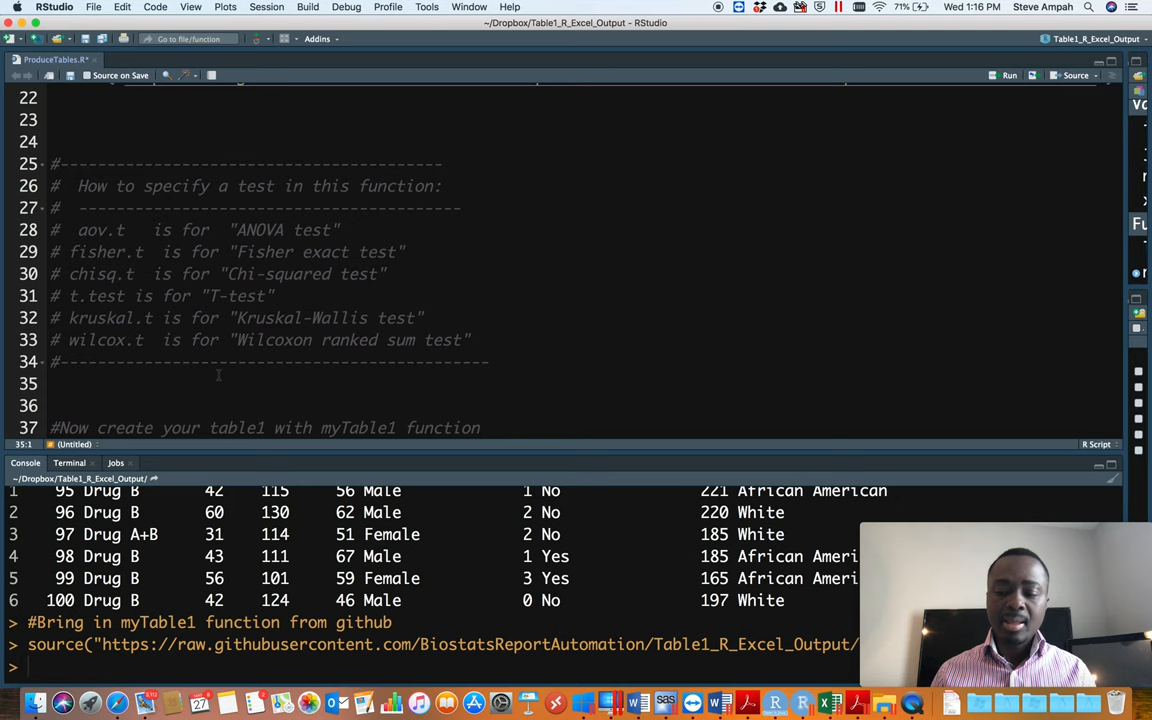 RStudio File Edit Code View Plots Session Build Debug Profile Tools Window Help 71% Wed 1:16 PM Steve Ampah
~/Dropbox/Table1_R_Excel_Output - RStudio
Go to file/function Addins Table1_R_Excel_Output
ProduceTables.R*
Source on Save Run Source
22
23
24
25 #-----------------------------------------
26 # How to specify a test in this function:
27 # -----------------------------------------
28 # aov.t is for "ANOVA test"
29 # fisher.t is for "Fisher exact test"
30 # chisq.t is for "Chi-squared test"
31 # t.test is for "T-test"
32 # kruskal.t is for "Kruskal-Wallis test"
33 # wilcox.t is for "Wilcoxon ranked sum test"
34 #----------------------------------------------
35
36
37 #Now create your table1 with myTable1 function
35:1 (Untitled) R Script
Console Terminal Jobs
~/Dropbox/Table1_R_Excel_Output/
1 95 Drug B 42 115 56 Male 1 No 221 African American
2 96 Drug B 60 130 62 Male 2 No 220 White
3 97 Drug A+B 31 114 51 Female 2 No 185 White
4 98 Drug B 43 111 67 Male 1 Yes 185 African Ameri
5 99 Drug B 56 101 59 Female 3 Yes 165 African Ameri
6 100 Drug B 42 124 46 Male 0 No 197 White
> #Bring in myTable1 function from github
> source("https://raw.githubusercontent.com/BiostatsReportAutomation/Table1_R_Excel_Output/
>